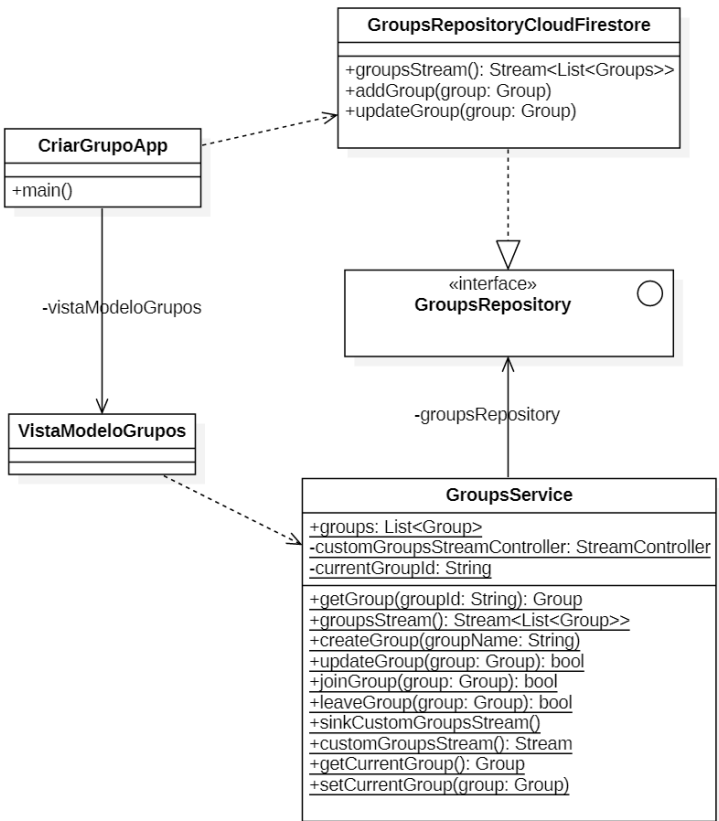 GroupsRepositoryCloudFirestore
+groupsStream(): Stream<List<Groups>>
+addGroup(group: Group)
+updateGroup(group: Group)
CriarGrupoApp
+main()
-vistaModeloGrupos
«interface»
GroupsRepository
-groupsRepository
VistaModeloGrupos
GroupsService
+groups: List<Group>
-customGroupsStreamController: StreamController
-currentGroupId: String
+getGroup(groupId: String): Group
+groupsStream(): Stream<List<Group>>
+createGroup(groupName: String)
+updateGroup(group: Group): bool
+joinGroup(group: Group): bool
+leaveGroup(group: Group): bool
+sinkCustomGroupsStream()
+customGroupsStream(): Stream
+getCurrentGroup(): Group
+setCurrentGroup(group: Group)